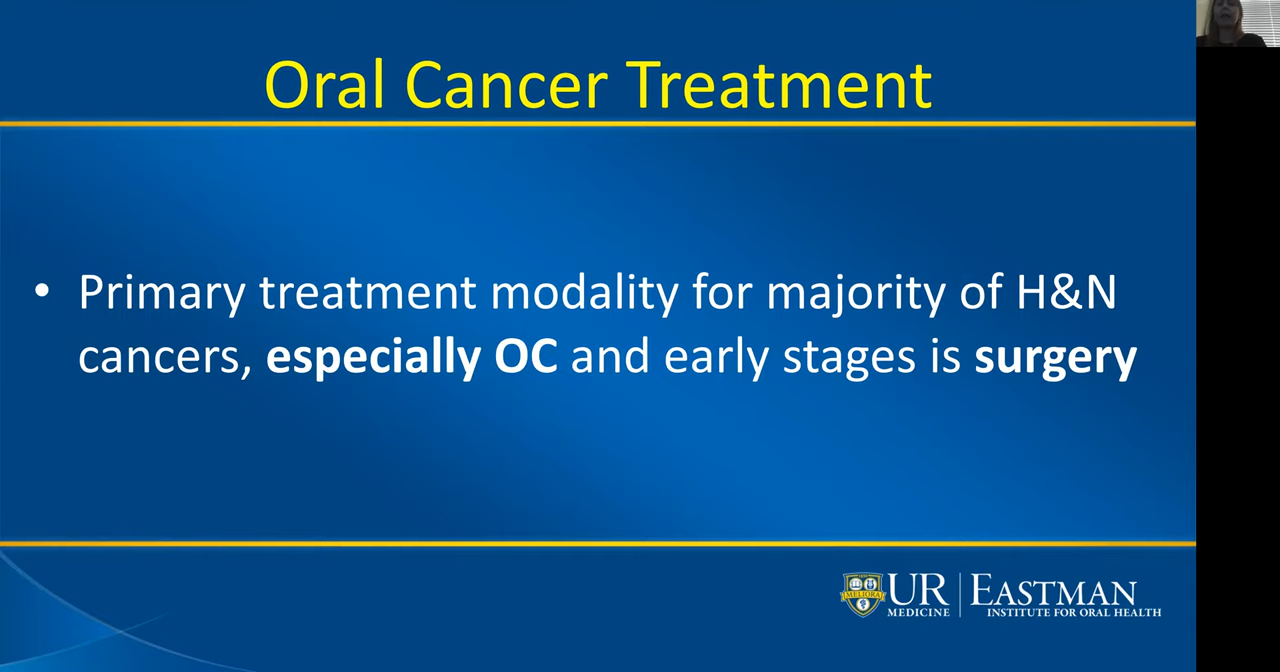 Oral Cancer Treatment
• Primary treatment modality for majority of H&N
cancers, especially OC and early stages is surgery
MELIORA
UR
MEDICINE
EASTMAN
INSTITUTE FOR ORAL HEALTH